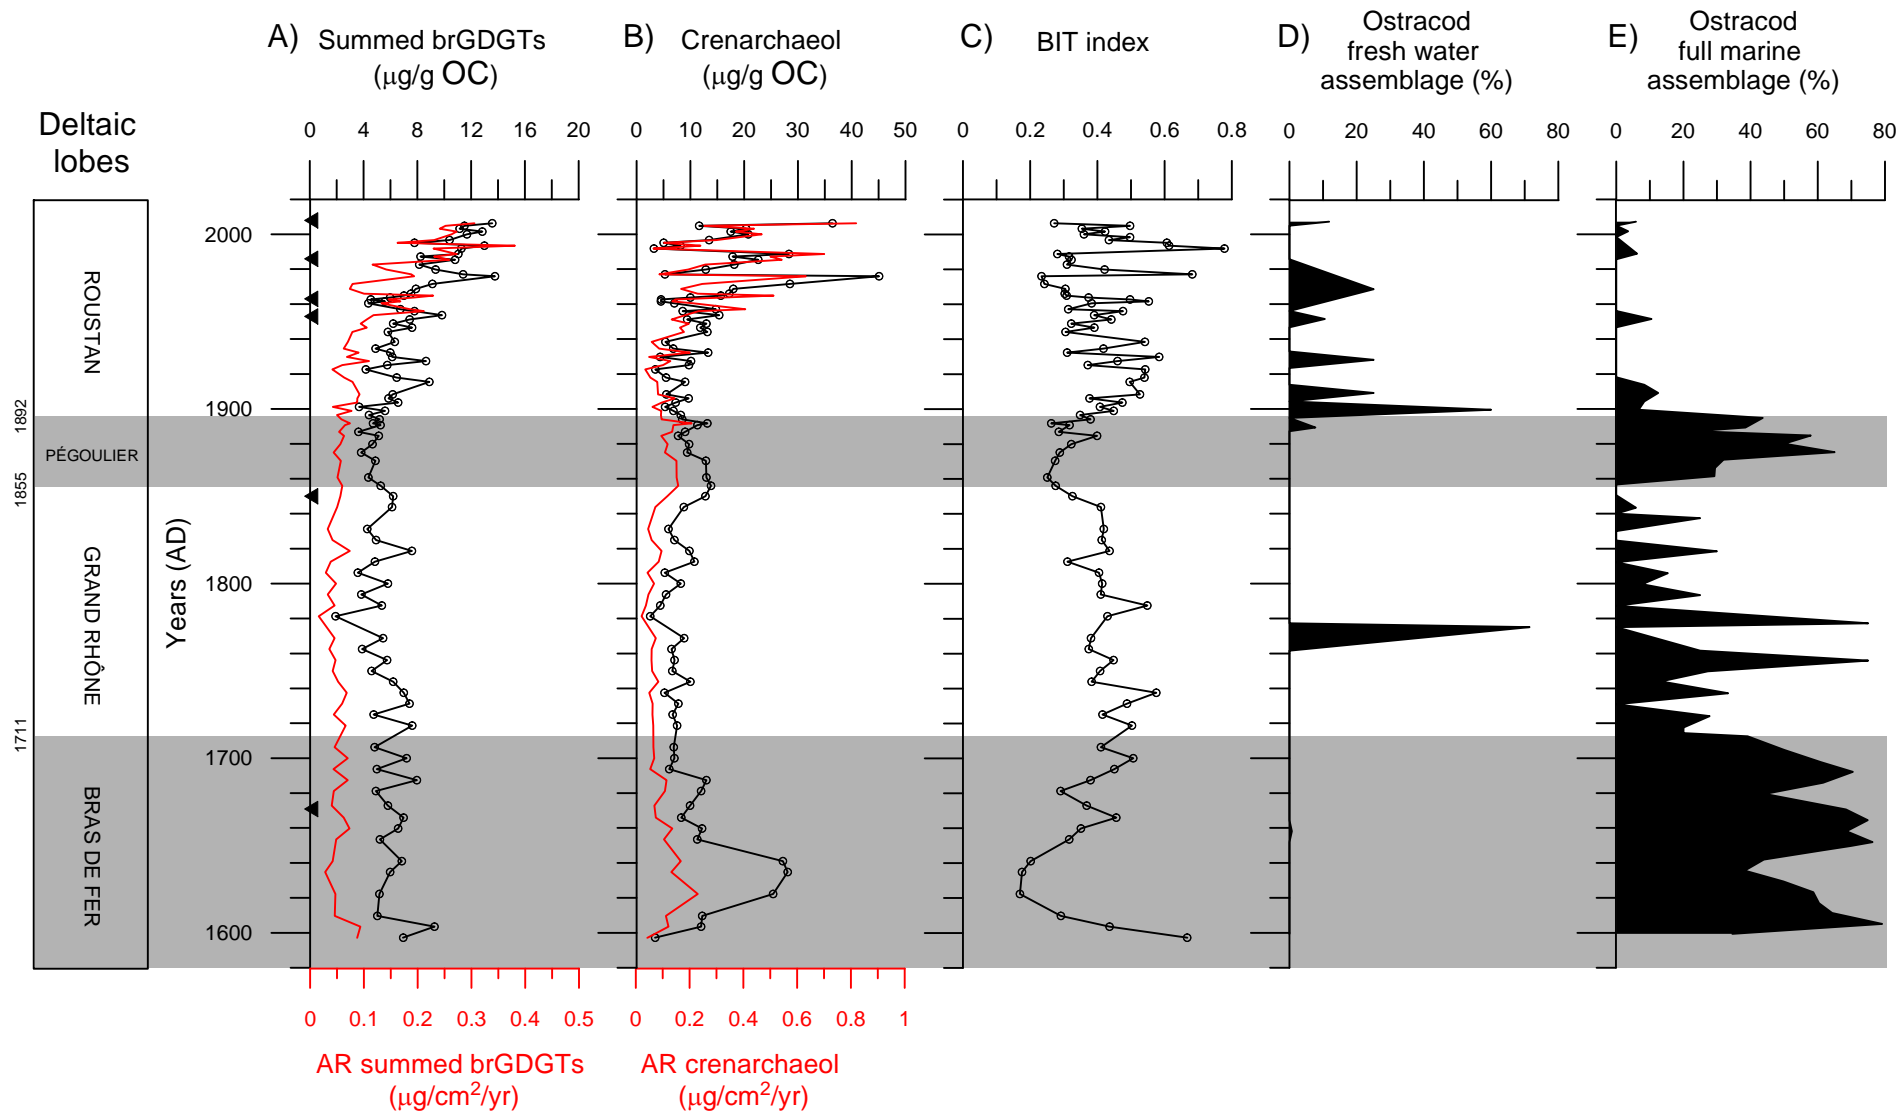 A) Summed brGDGTs
(μg/g OC)
B) Crenarchaeol
(μg/g OC)
C) BIT index
D) Ostracod
fresh water
assemblage (%)
E) Ostracod
full marine
assemblage (%)
Deltaic
lobes
0 4 8 12 20
0 10 20 30 40 50
0 0.2 0.4 0.6 0.8
0 20 40 60 80
0 20 40 60 80
ROUSTAN
1892
PÉGOULIER
1855
GRAND RHÔNE
1711
BRAS DE FER
Years (AD)
2000
1900
1800
1700
1600
0 0.1 0.2 0.3 0.4 0.5
0 0.2 0.4 0.6 0.8 1
AR summed brGDGTs
(μg/cm²/yr)
AR crenarchaeol
(μg/cm²/yr)